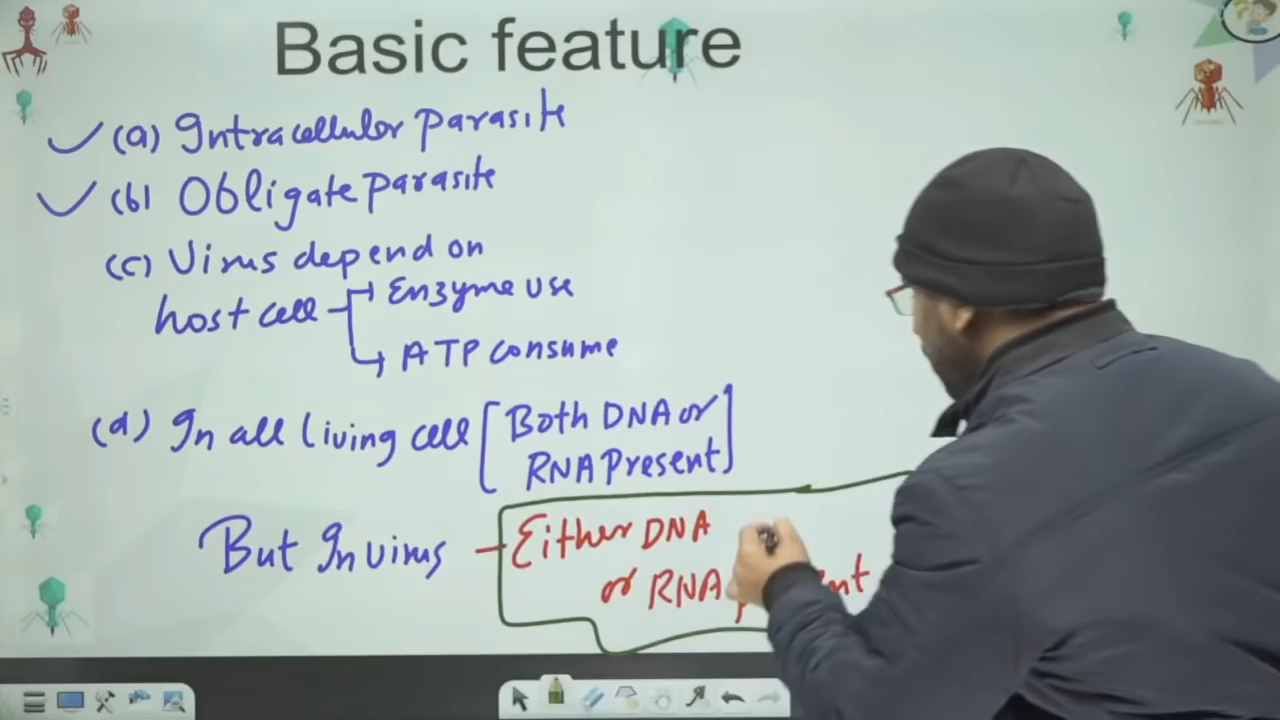 Basic feature
(a) Intracellular parasite
(b) Obligate parasite
(c) Virus depend on
host cell → Enzyme use
→ ATP consume
(d) In all living cell [Both DNA or
RNA Present]
But In virus - Either DNA
or RNA